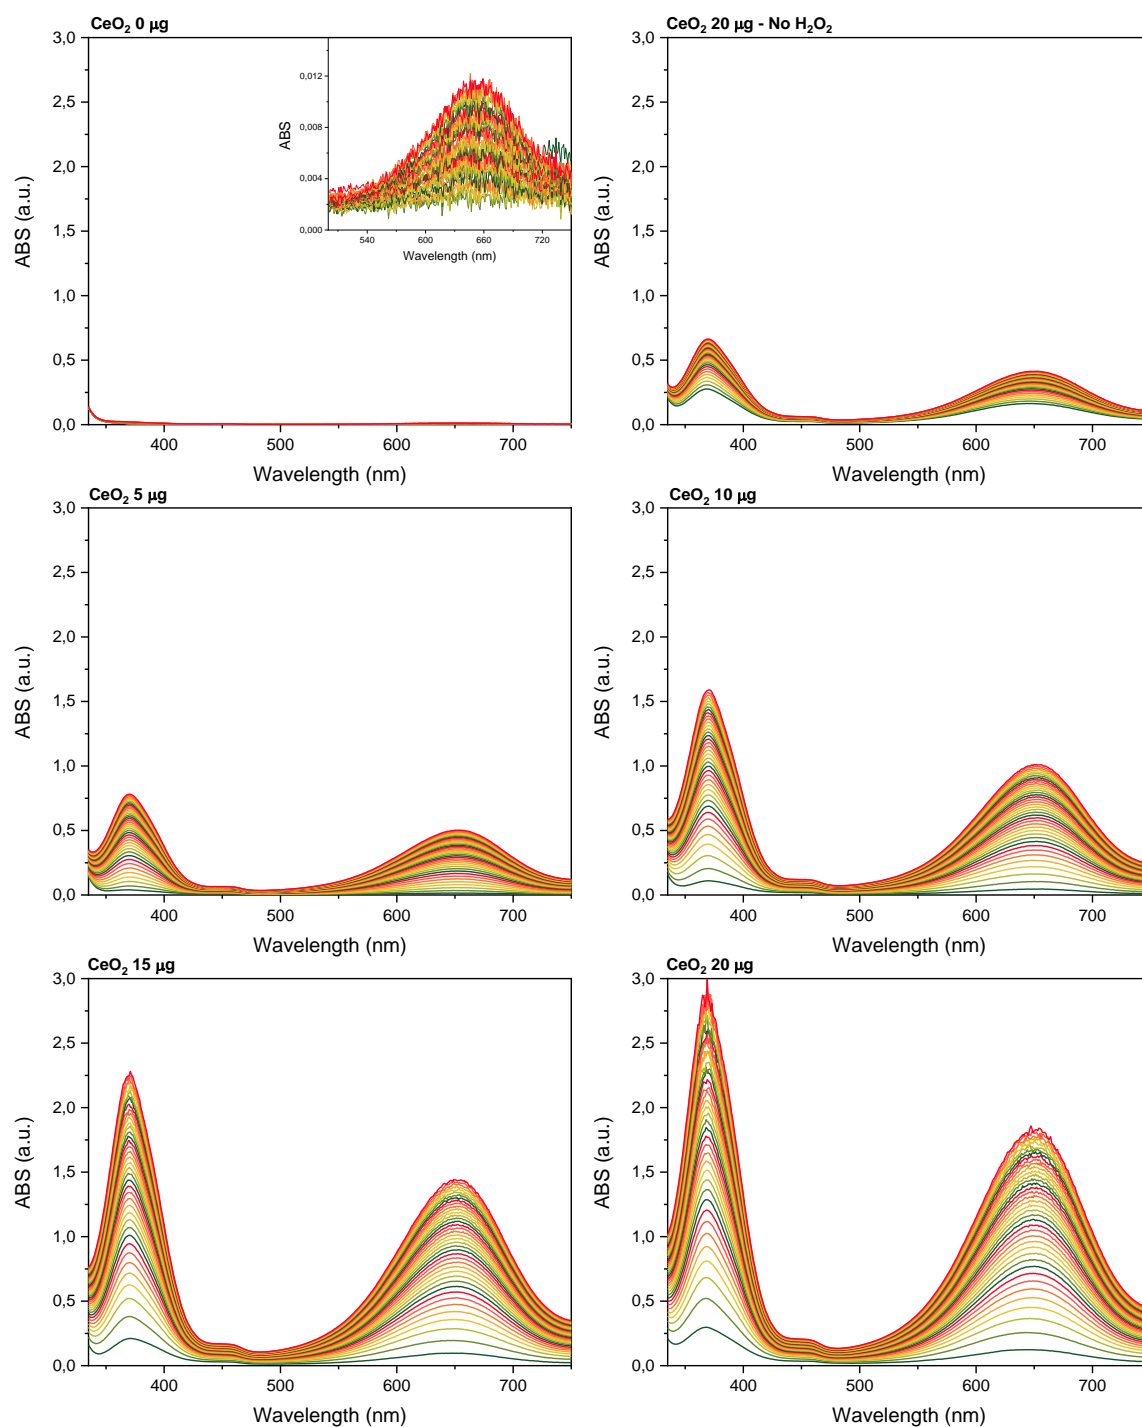 CeO₂ 0 μg
3,0
2,5
2,0
1,5
1,0
0,5
0,0
ABS (a.u.)
400 500 600 700
Wavelength (nm)
0,012
0,008
0,004
0,000
ABS
540 600 660 720
Wavelength (nm)
CeO₂ 20 μg - No H₂O₂
3,0
2,5
2,0
1,5
1,0
0,5
0,0
ABS (a.u.)
400 500 600 700
Wavelength (nm)
CeO₂ 5 μg
3,0
2,5
2,0
1,5
1,0
0,5
0,0
ABS (a.u.)
400 500 600 700
Wavelength (nm)
CeO₂ 10 μg
3,0
2,5
2,0
1,5
1,0
0,5
0,0
ABS (a.u.)
400 500 600 700
Wavelength (nm)
CeO₂ 15 μg
3,0
2,5
2,0
1,5
1,0
0,5
0,0
ABS (a.u.)
400 500 600 700
Wavelength (nm)
CeO₂ 20 μg
3,0
2,5
2,0
1,5
1,0
0,5
0,0
ABS (a.u.)
400 500 600 700
Wavelength (nm)